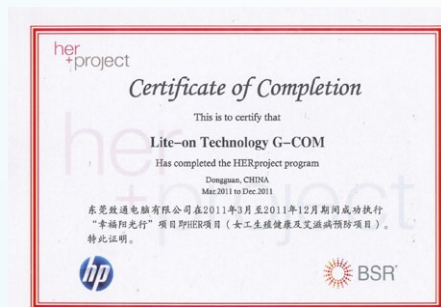 her
+project
Certificate of Completion
This is to certify that
Lite-on Technology G-COM
Has completed the HERproject program
Dongguan, CHINA
Mar.2011 to Dec.2011
东莞致通电脑有限公司在2011年3月至2011年12月期间成功执行
“幸福阳光行”项目即HER项目（女工生殖健康及艾滋病预防项目）。
特此证明。
hp
BSR